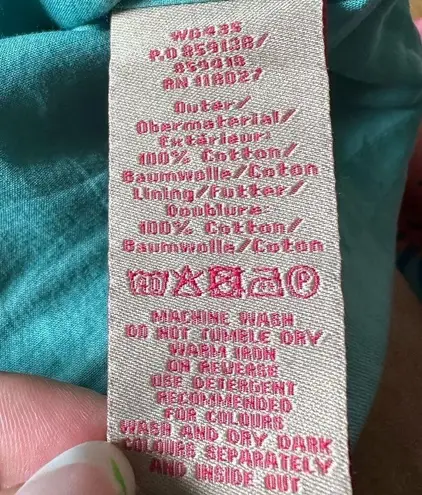 WG435
P.O 859138/
859418
RN 118027
Outer/
Obermaterial/
Extérieur:
100% Cotton/
Baumwolle/Coton
Lining/Futter/
Doublure:
100% Cotton/
Baumwolle/Coton
40 P
MACHINE WASH
DO NOT TUMBLE DRY
WARM IRON
ON REVERSE
USE DETERGENT
RECOMMENDED
FOR COLOURS
WASH AND DRY DARK
COLOURS SEPARATELY
AND INSIDE OUT